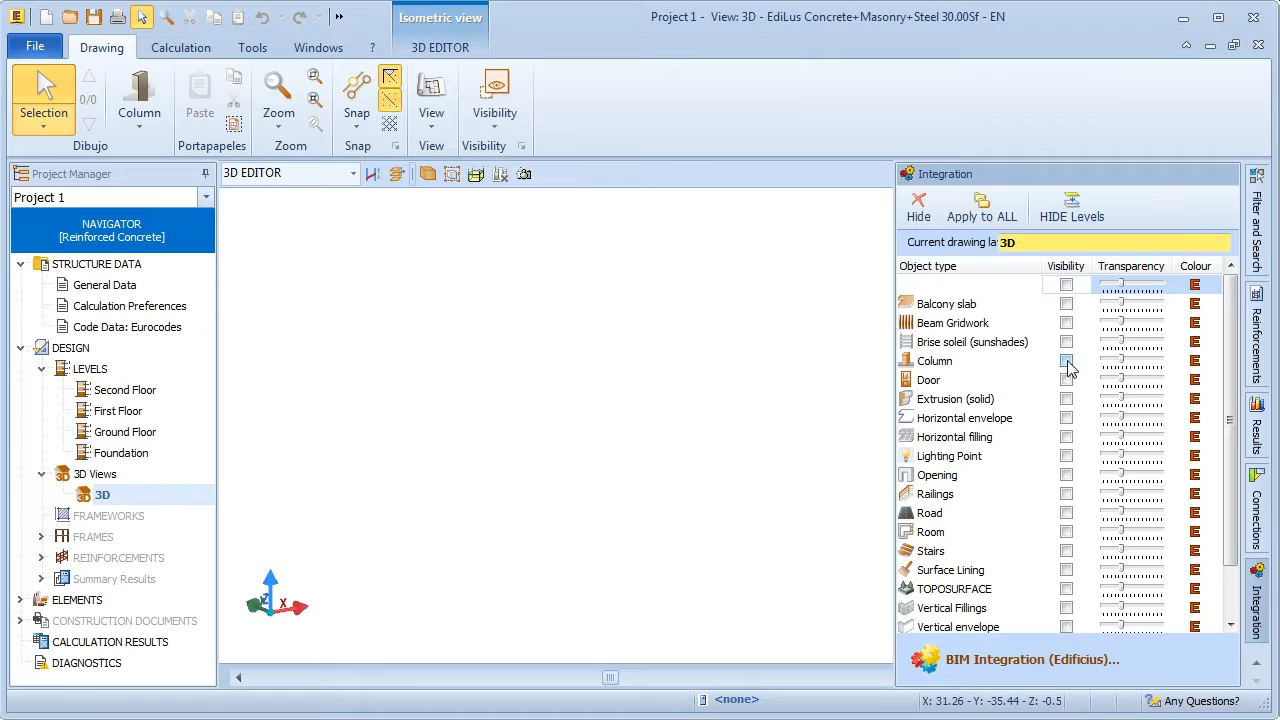 Isometric view
Project 1 - View: 3D - EdiLus Concrete+Masonry+Steel 30.00Sf - EN
File
Drawing
Calculation
Tools
Windows
?
3D EDITOR
Selection
0/0
Column
Paste
Zoom
Snap
View
Visibility
Dibujo
Portapapeles
Zoom
Snap
View
Visibility
Project Manager
Project 1
NAVIGATOR
[Reinforced Concrete]
STRUCTURE DATA
General Data
Calculation Preferences
Code Data: Eurocodes
DESIGN
LEVELS
Second Floor
First Floor
Ground Floor
Foundation
3D Views
3D
FRAMEWORKS
FRAMES
REINFORCEMENTS
Summary Results
ELEMENTS
CONSTRUCTION DOCUMENTS
CALCULATION RESULTS
DIAGNOSTICS
3D EDITOR
Z
X
Integration
Hide
Apply to ALL
HIDE Levels
Current drawing la
3D
Object type Visibility Transparency Colour
Balcony slab
Beam Gridwork
Brise soleil (sunshades)
Column
Door
Extrusion (solid)
Horizontal envelope
Horizontal filling
Lighting Point
Opening
Railings
Road
Room
Stairs
Surface Lining
TOPOSURFACE
Vertical Fillings
Vertical envelope
BIM Integration (Edificius)...
Filter and Search
Reinforcements
Results
Connections
Integration
<none>
X: 31.26 - Y: -35.44 - Z: -0.5
Any Questions?